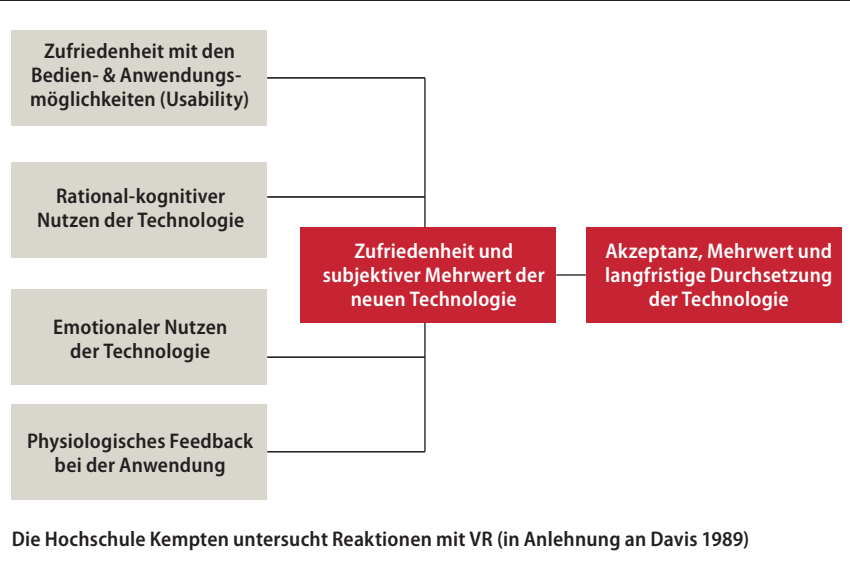 Zufriedenheit mit den
Bedien- & Anwendungs-
möglichkeiten (Usability)
Rational-kognitiver
Nutzen der Technologie
Zufriedenheit und
subjektiver Mehrwert der
neuen Technologie
Akzeptanz, Mehrwert und
langfristige Durchsetzung
der Technologie
Emotionaler Nutzen
der Technologie
Physiologisches Feedback
bei der Anwendung
Die Hochschule Kempten untersucht Reaktionen mit VR (in Anlehnung an Davis 1989)